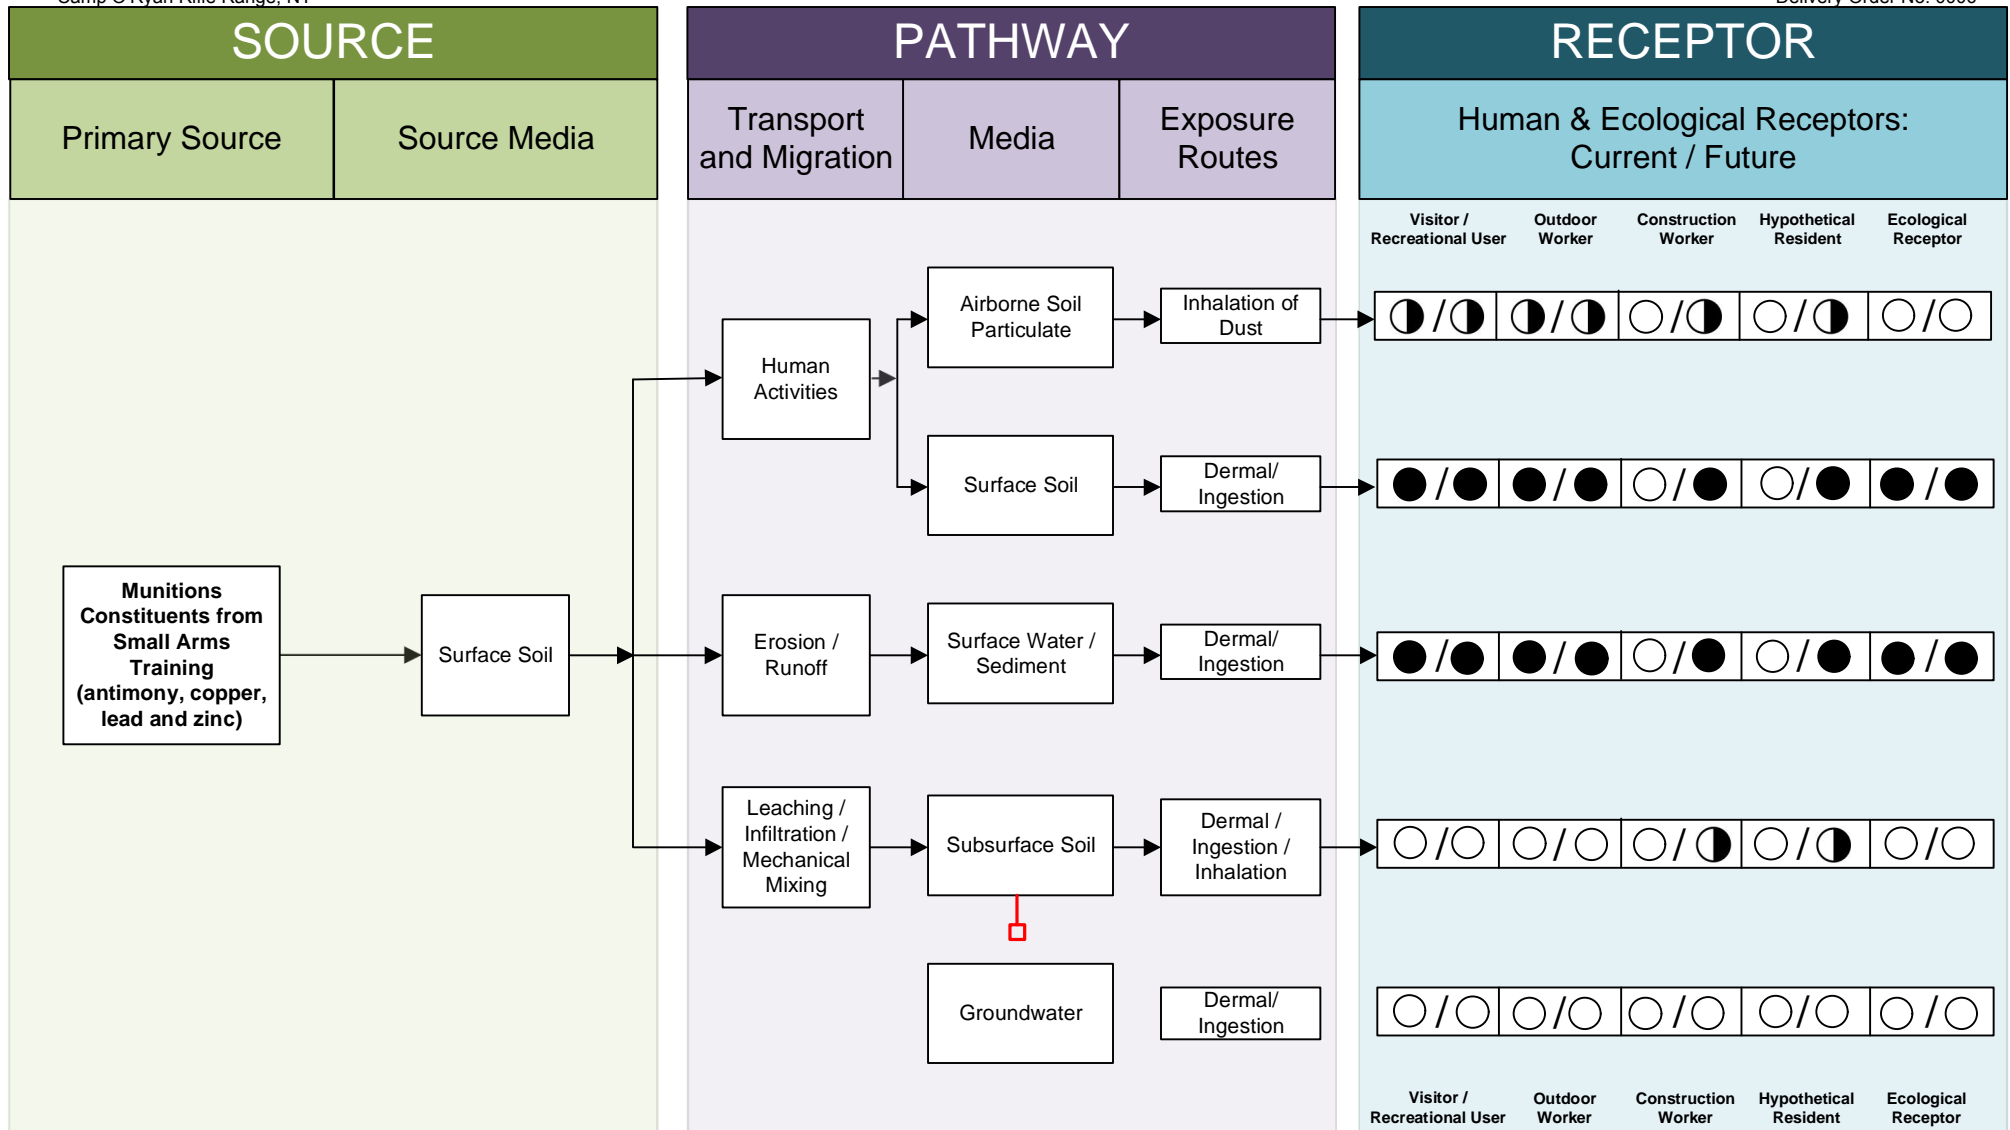 SOURCE
PATHWAY
RECEPTOR
Primary Source
Source Media
Transport
and Migration
Media
Exposure
Routes
Human & Ecological Receptors:
Current / Future
Visitor /
Recreational User
Outdoor
Worker
Construction
Worker
Hypothetical
Resident
Ecological
Receptor
Human
Activities
Airborne Soil
Particulate
Inhalation of
Dust
/ / / / /
Surface Soil
Dermal/
Ingestion
/ / / / /
Munitions
Constituents from
Small Arms
Training
(antimony, copper,
lead and zinc)
Surface Soil
Erosion /
Runoff
Surface Water /
Sediment
Dermal/
Ingestion
/ / / / /
Leaching /
Infiltration /
Mechanical
Mixing
Subsurface Soil
Dermal /
Ingestion /
Inhalation
/ / / / /
Groundwater
Dermal/
Ingestion
/ / / / /
Visitor /
Recreational User
Outdoor
Worker
Construction
Worker
Hypothetical
Resident
Ecological
Receptor